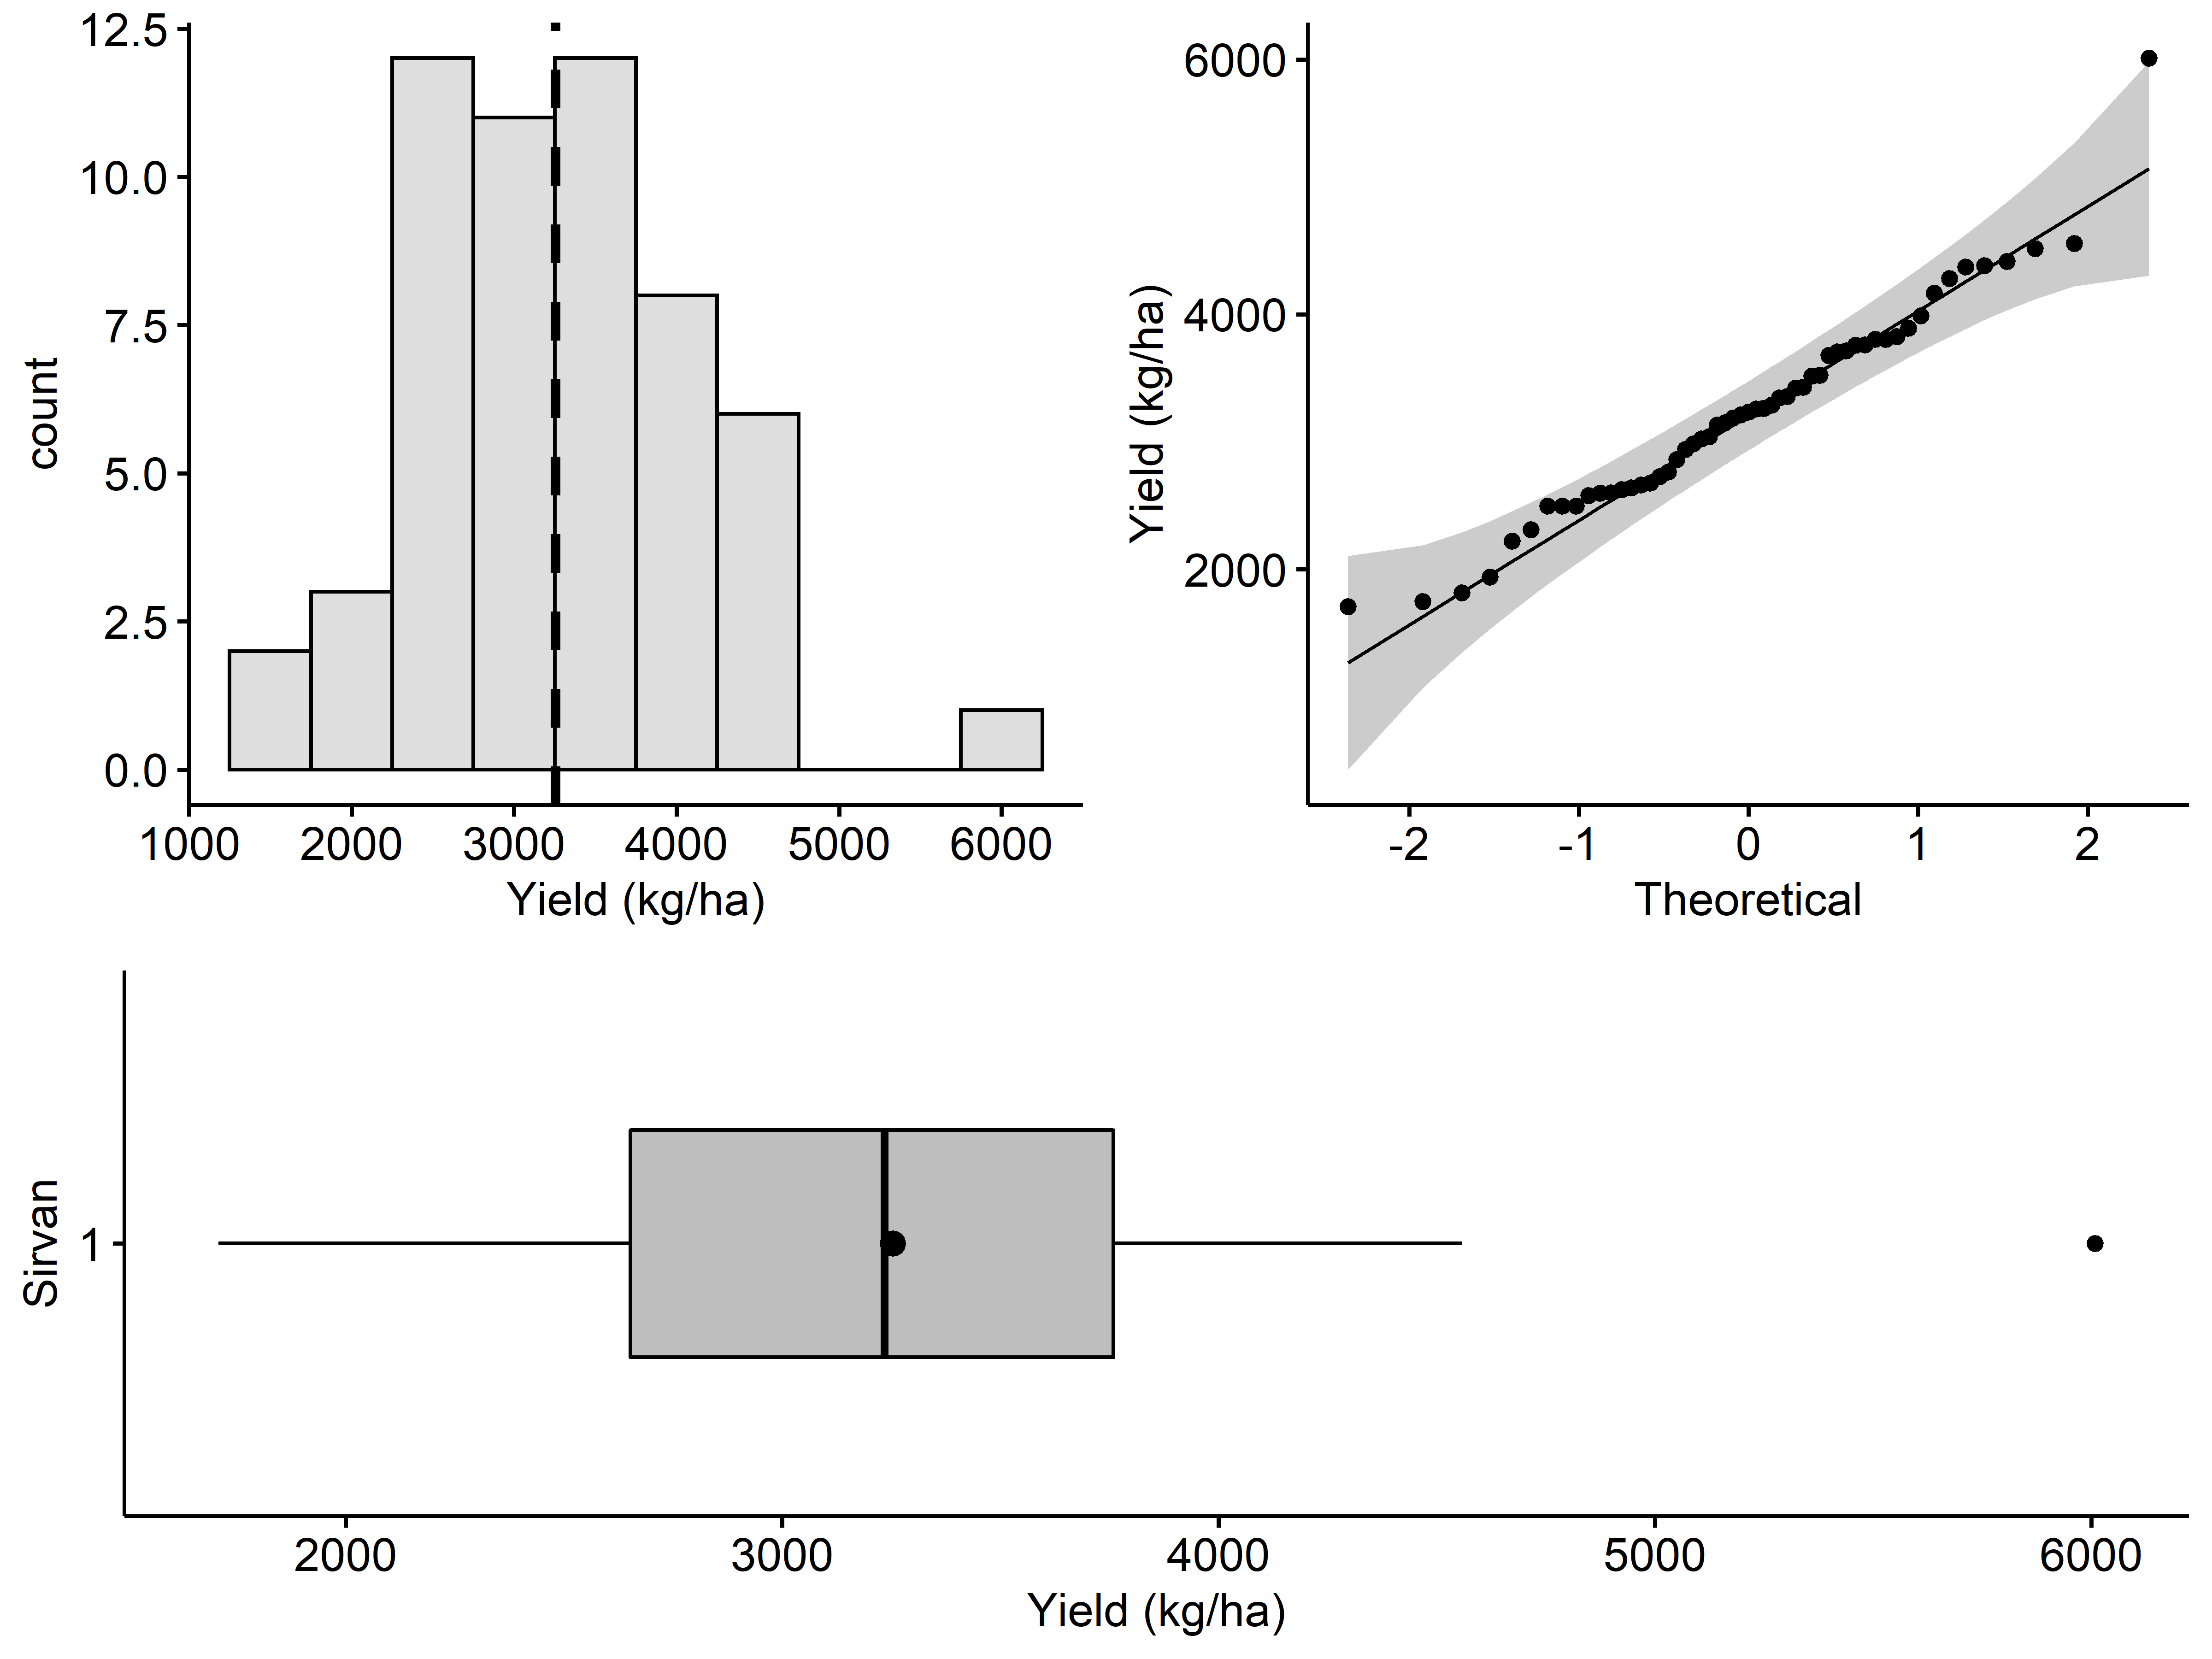 12.5
10.0
7.5
5.0
2.5
0.0
count
1000 2000 3000 4000 5000 6000
Yield (kg/ha)
6000
4000
2000
Yield (kg/ha)
-2 -1 0 1 2
Theoretical
Sirvan
1
2000 3000 4000 5000 6000
Yield (kg/ha)